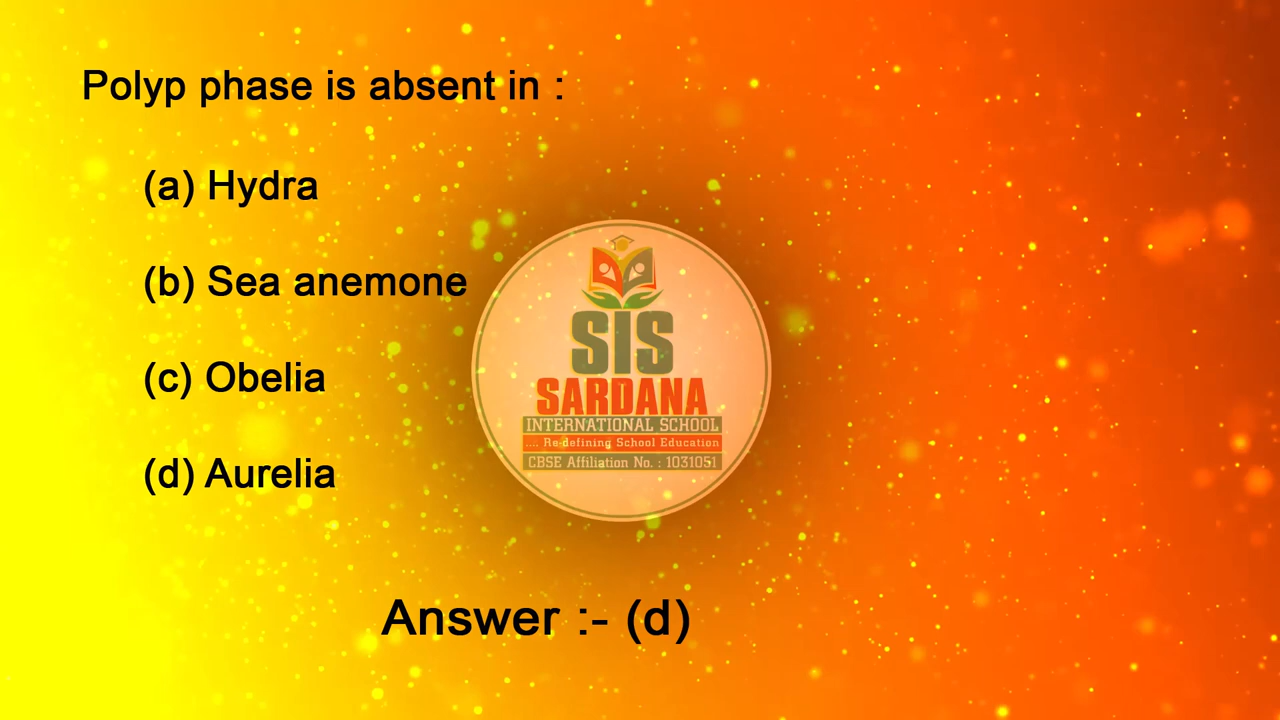 Polyp phase is absent in :
(a) Hydra
(b) Sea anemone
(c) Obelia
(d) Aurelia
SIS
SARDANA
INTERNATIONAL SCHOOL
.... Re-defining School Education
CBSE Affiliation No. : 1031051
Answer :- (d)